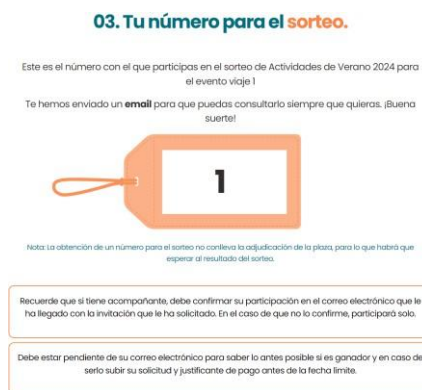 03. Tu número para el sorteo.
Este es el número con el que participas en el sorteo de Actividades de Verano 2024 para
el evento viaje 1
Te hemos enviado un email para que puedas consultarlo siempre que quieras. ¡Buena
suerte!
1
Nota: La obtención de un número para el sorteo no conlleva la adjudicación de la plaza, para lo que habrá que
esperar al resultado del sorteo.
Recuerde que si tiene acompañante, debe confirmar su participación en el correo electrónico que le
ha llegado con la invitación que le ha solicitado. En el caso de que no lo confirme, participará solo.
Debe estar pendiente de su correo electrónico para saber lo antes posible si es ganador y en caso de
serlo subir su solicitud y justificante de pago antes de la fecha límite.